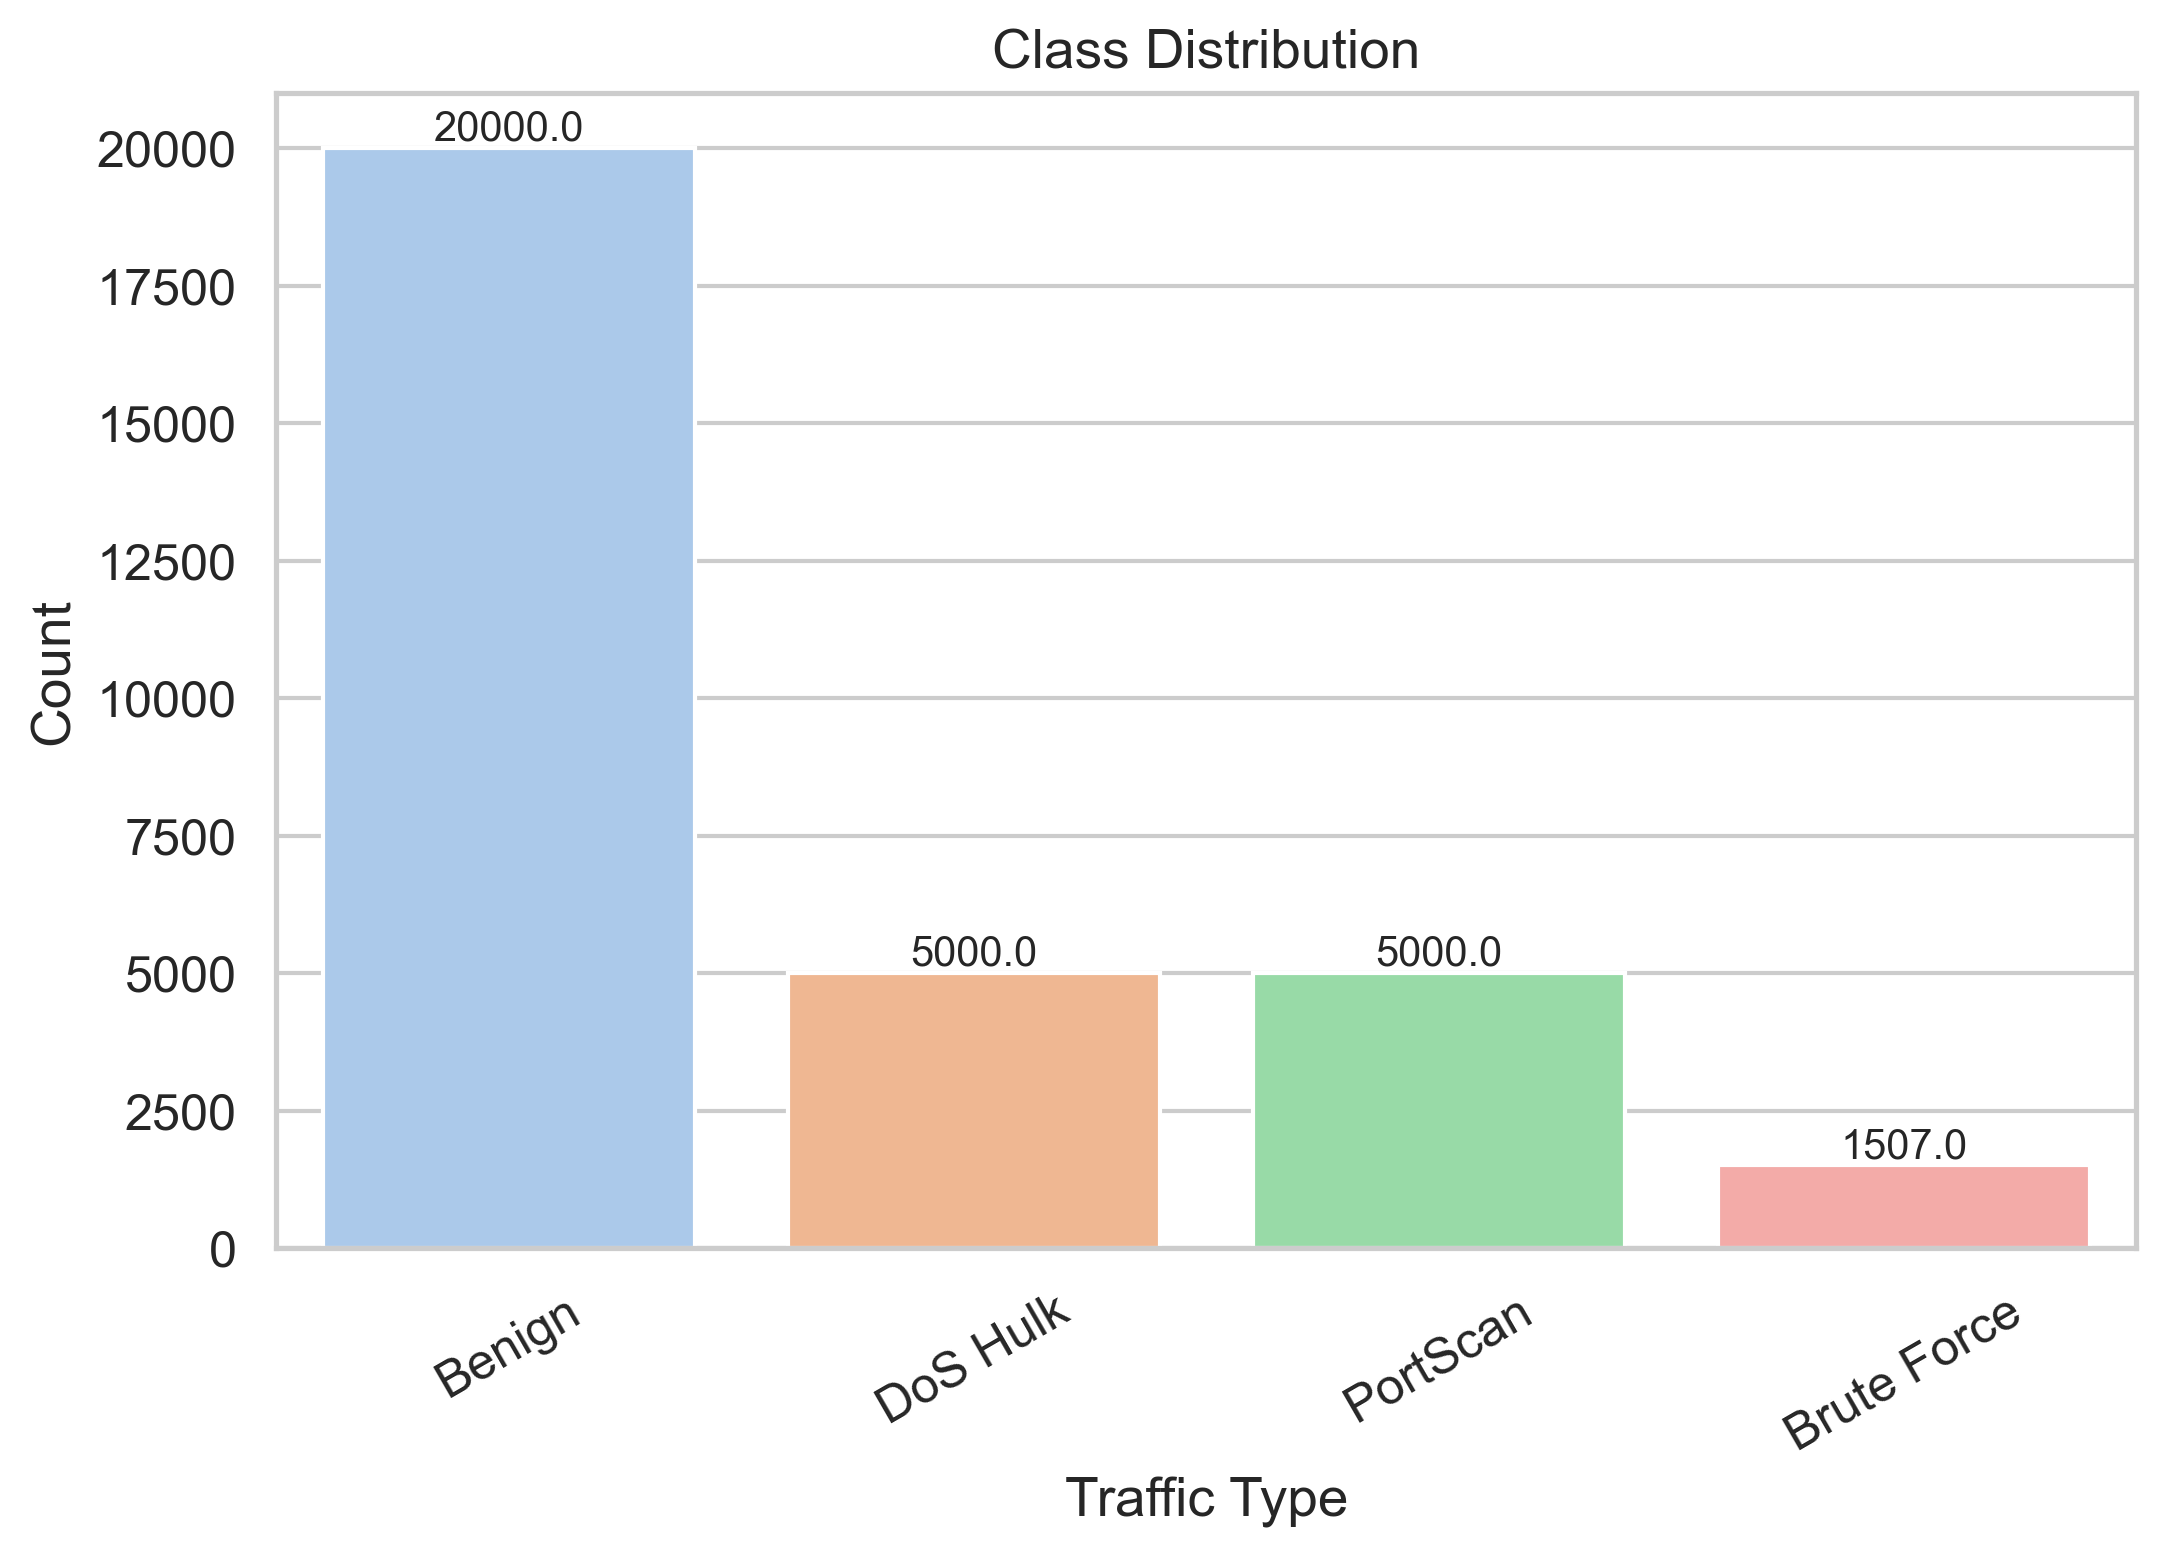 Class Distribution
20000.0
20000
17500
15000
12500
10000
7500
5000
2500
0
Count
5000.0
5000.0
1507.0
Benign
DoS Hulk
PortScan
Brute Force
Traffic Type